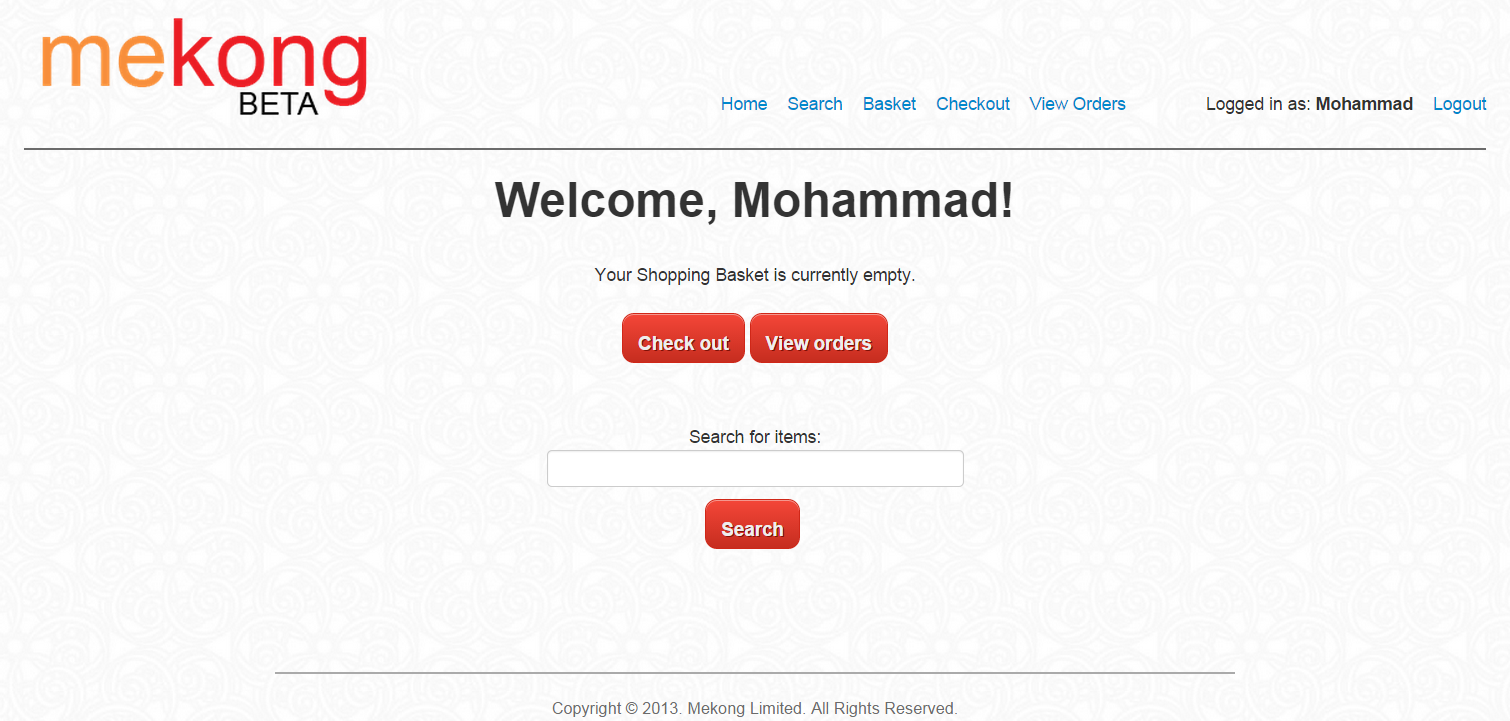 mekong
BETA
Home Search Basket Checkout View Orders Logged in as: Mohammad Logout
Welcome, Mohammad!
Your Shopping Basket is currently empty.
Check out View orders
Search for items:
Search
Copyright © 2013. Mekong Limited. All Rights Reserved.